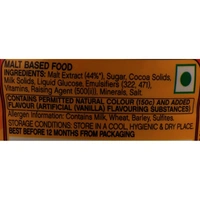 MALT BASED FOOD
INGREDIENTS: Malt Extract (44%*), Sugar, Cocoa Solids,
Milk Solids, Liquid Glucose, Emulsifiers (322, 471),
Vitamins, Raising Agent (500(ii)), Minerals, Salt.
CONTAINS PERMITTED NATURAL COLOUR (150c) AND ADDED
FLAVOUR (ARTIFICIAL (VANILLA) FLAVOURING SUBSTANCES)
Allergen Information: Contains Milk, Wheat, Barley, Sulfites.
STORAGE CONDITIONS: STORE IN A COOL, HYGIENIC & DRY PLACE.
BEST BEFORE 12 MONTHS FROM PACKAGING